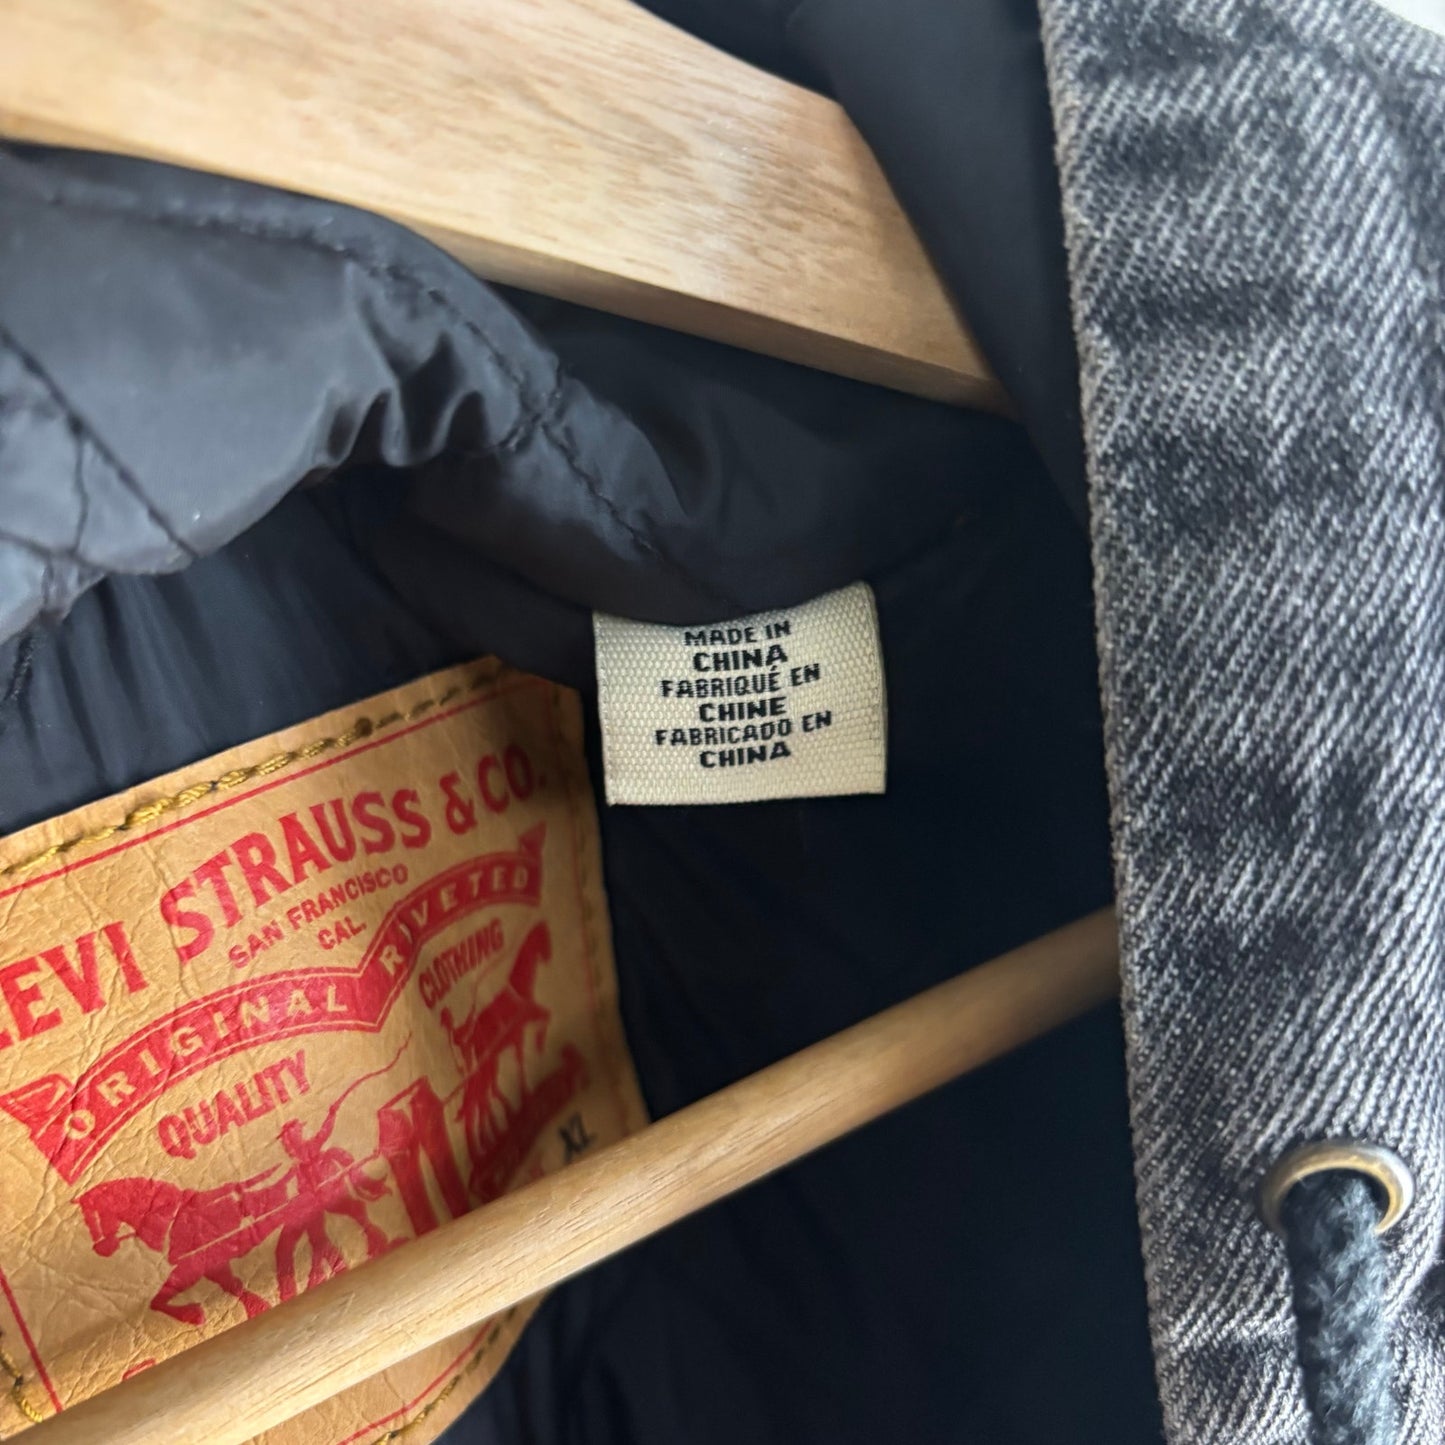 MADE IN
CHINA
FABRIQUÉ EN
CHINE
FABRICADO EN
CHINA
LEVI STRAUSS & CO.
SAN FRANCISCO
CAL.
ORIGINAL RIVETED
QUALITY CLOTHING
XL